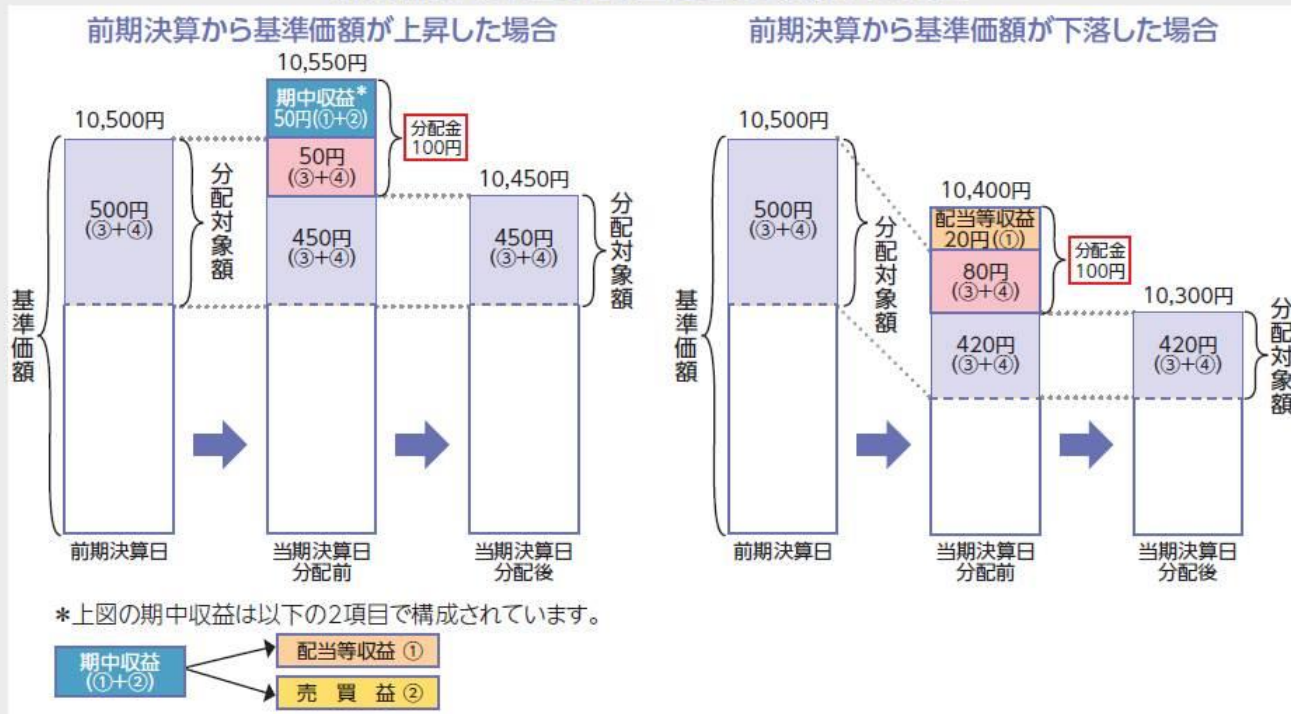 前期決算から基準価額が上昇した場合
10,500円
500円
(③+④)
分配対象額
基準価額
前期決算日
10,550円
期中収益*
50円(①+②)
50円
(③+④)
450円
(③+④)
分配金
100円
当期決算日
分配前
10,450円
450円
(③+④)
分配対象額
当期決算日
分配後
前期決算から基準価額が下落した場合
10,500円
500円
(③+④)
分配対象額
基準価額
前期決算日
10,400円
配当等収益
20円(①)
80円
(③+④)
420円
(③+④)
分配金
100円
当期決算日
分配前
10,300円
420円
(③+④)
分配対象額
当期決算日
分配後
*上図の期中収益は以下の2項目で構成されています。
期中収益
(①+②)
配当等収益 ①
売 買 益 ②